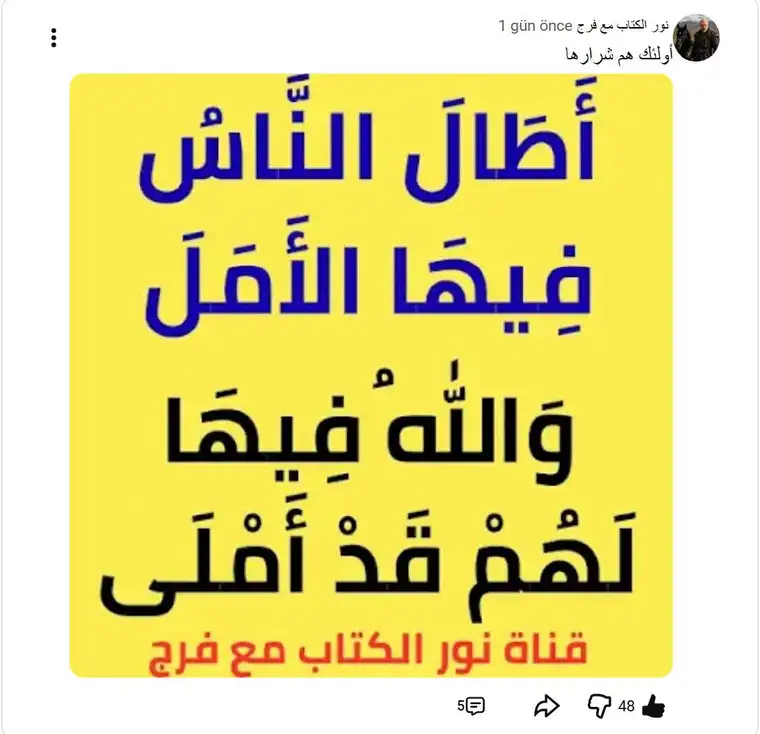 نور الكتاب مع فرج 1 gün önce
أولئك هم شرارها
أَطَالَ النَّاسُ
فِيهَا الأَمَلَ
وَاللّٰهُ فِيهَا
لَهُمْ قَدْ أَمْلَى
قناة نور الكتاب مع فرج
48
5